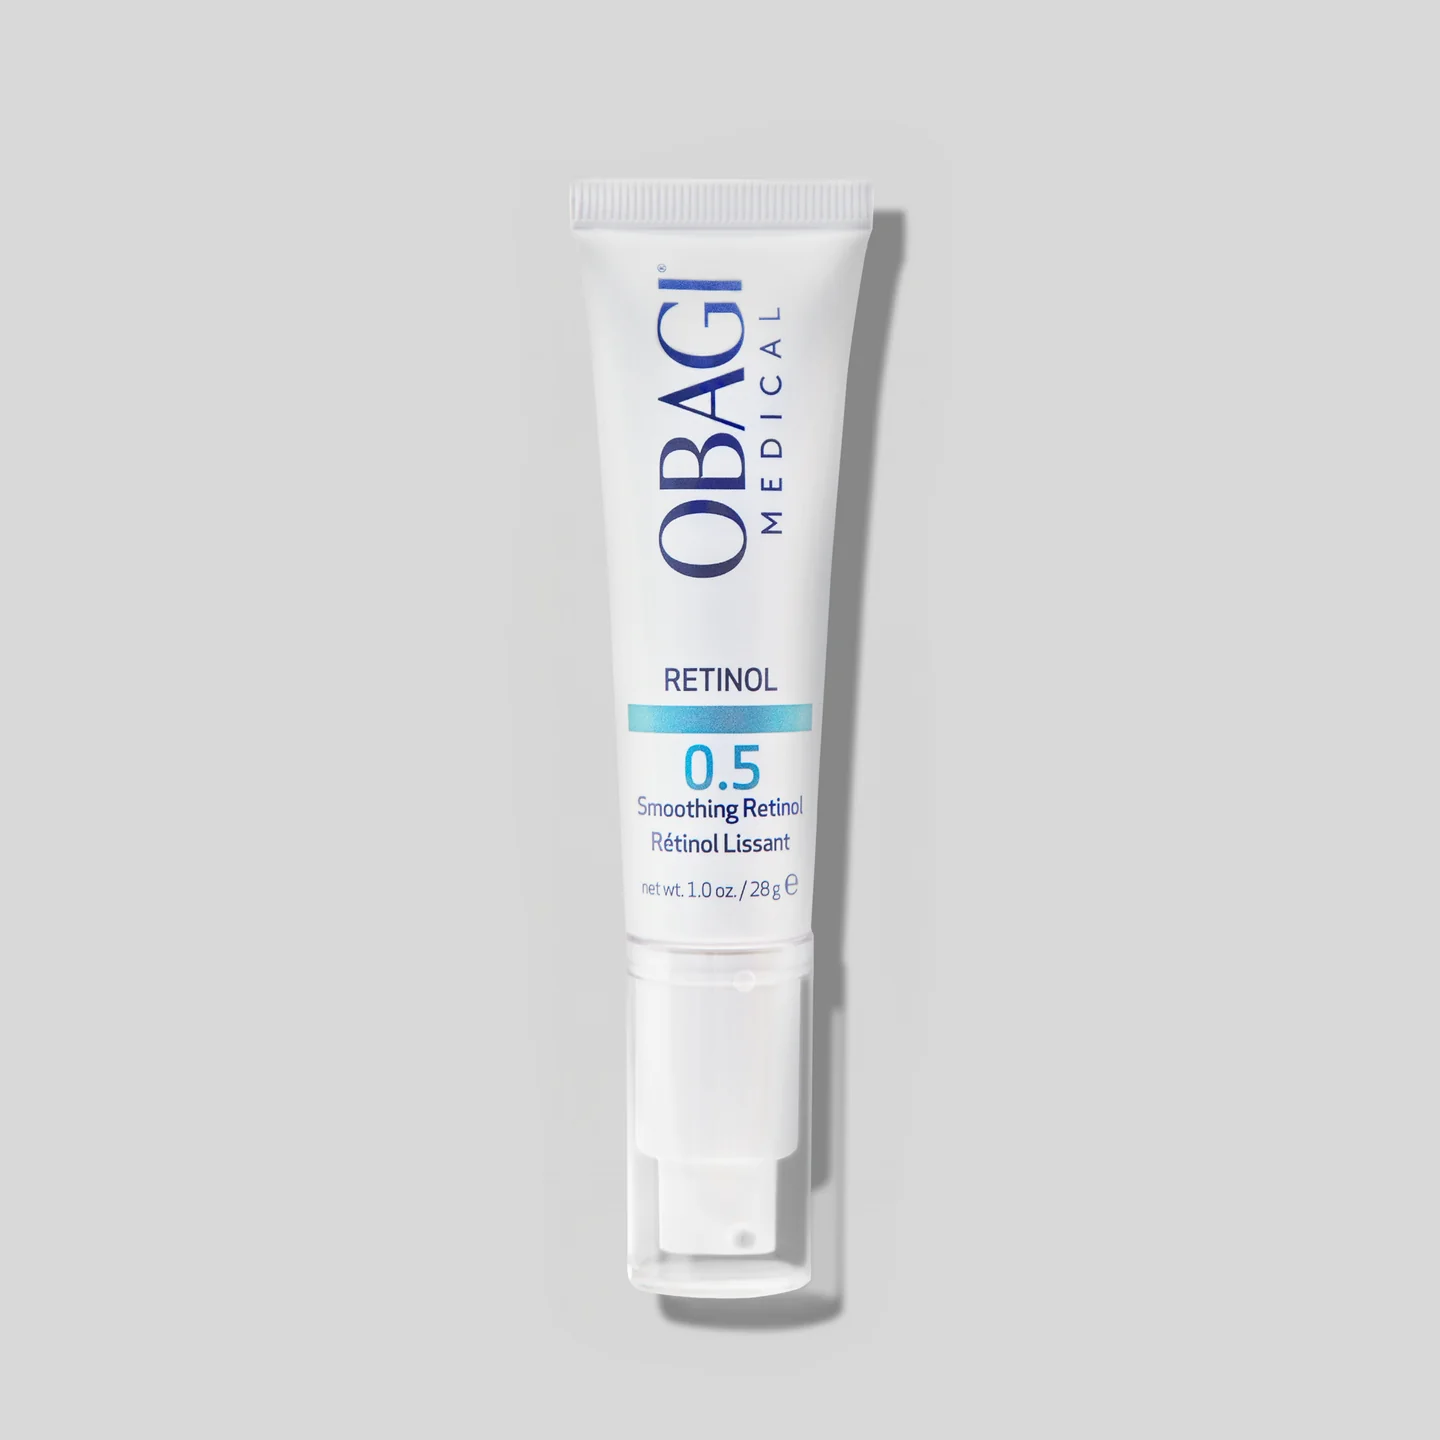 OBAGI®
MEDICAL
RETINOL
0.5
Smoothing Retinol
Rétinol Lissant
net wt. 1.0 oz. / 28 g ℮